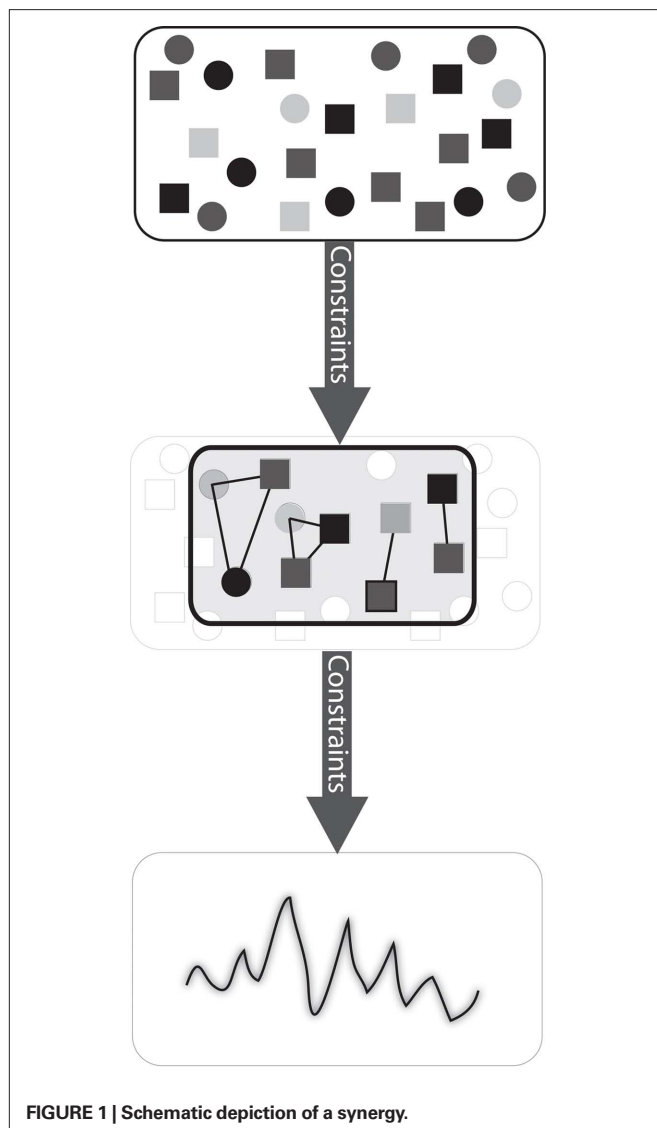 Constraints
Constraints
FIGURE 1 | Schematic depiction of a synergy.